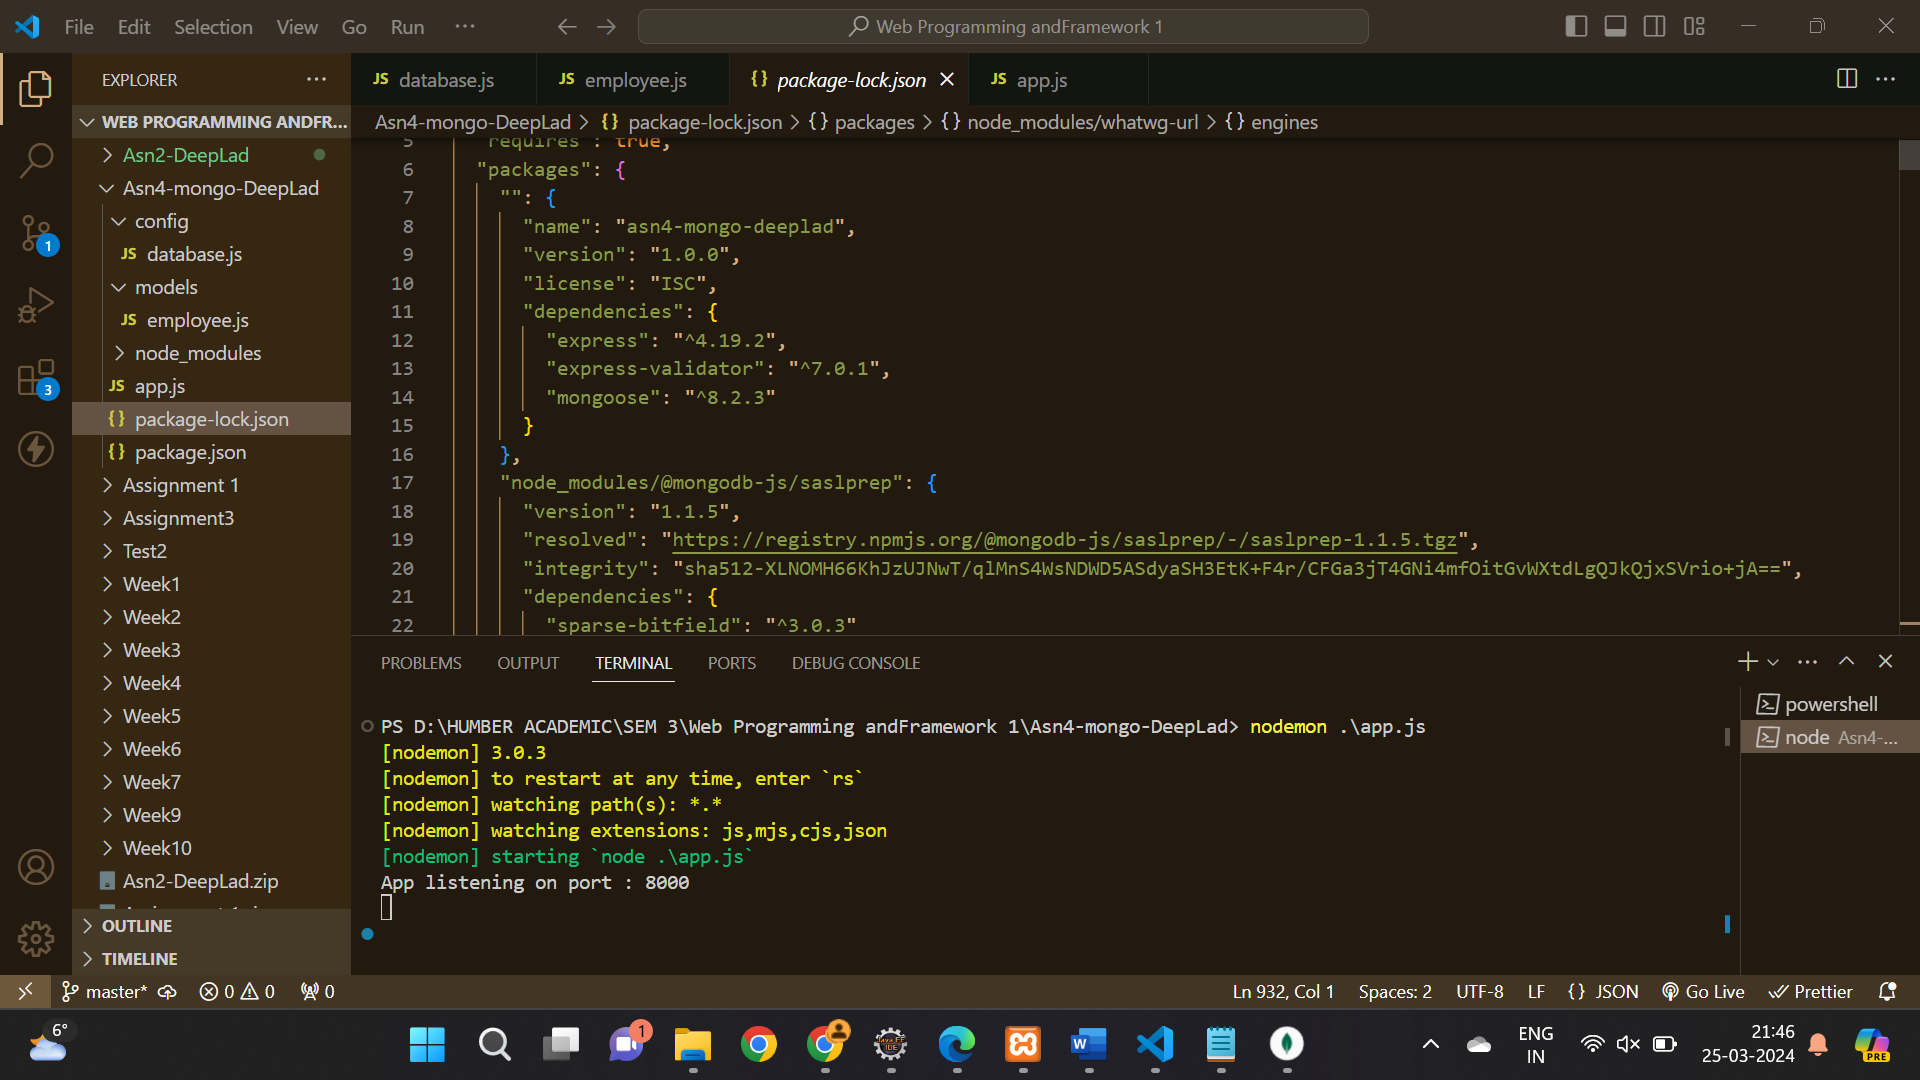 File Edit Selection View Go Run ··· Web Programming andFramework 1
EXPLORER ···
database.js employee.js package-lock.json app.js
WEB PROGRAMMING ANDFR...
Asn4-mongo-DeepLad > {} package-lock.json > {} packages > {} node_modules/whatwg-url > {} engines
Asn2-DeepLad
Asn4-mongo-DeepLad
config
JS database.js
models
JS employee.js
node_modules
JS app.js
{} package-lock.json
{} package.json
Assignment 1
Assignment3
Test2
Week1
Week2
Week3
Week4
Week5
Week6
Week7
Week9
Week10
Asn2-DeepLad.zip
OUTLINE
TIMELINE
5 "requires": true,
6 "packages": {
7 "": {
8 "name": "asn4-mongo-deeplad",
9 "version": "1.0.0",
10 "license": "ISC",
11 "dependencies": {
12 "express": "^4.19.2",
13 "express-validator": "^7.0.1",
14 "mongoose": "^8.2.3"
15 }
16 },
17 "node_modules/@mongodb-js/saslprep": {
18 "version": "1.1.5",
19 "resolved": "https://registry.npmjs.org/@mongodb-js/saslprep/-/saslprep-1.1.5.tgz",
20 "integrity": "sha512-XLNOMH66KhJzUJNwT/qlMnS4WsNDWD5ASdyaSH3EtK+F4r/CFGa3jT4GNi4mfOitGvWXtdLgQJkQjxSVrio+jA==",
21 "dependencies": {
22 "sparse-bitfield": "^3.0.3"
PROBLEMS OUTPUT TERMINAL PORTS DEBUG CONSOLE
powershell
node Asn4-...
PS D:\HUMBER ACADEMIC\SEM 3\Web Programming andFramework 1\Asn4-mongo-DeepLad> nodemon .\app.js
[nodemon] 3.0.3
[nodemon] to restart at any time, enter `rs`
[nodemon] watching path(s): *.*
[nodemon] watching extensions: js,mjs,cjs,json
[nodemon] starting `node .\app.js`
App listening on port : 8000
1
3
master* 0 0 0 Ln 932, Col 1 Spaces: 2 UTF-8 LF {} JSON Go Live Prettier
6° 1 ENG 21:46
IN 25-03-2024 PRE